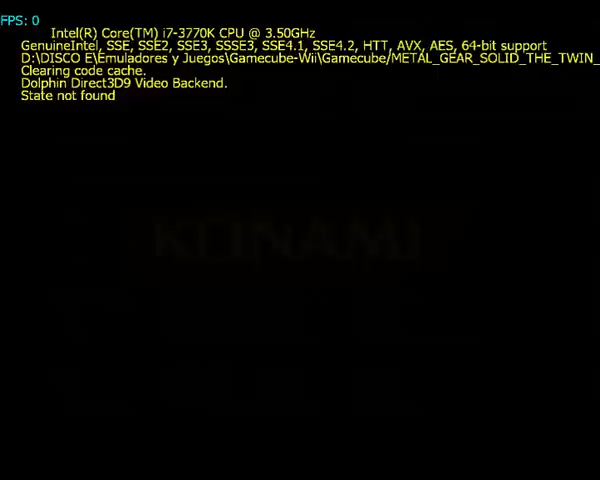 FPS: 0
Intel(R) Core(TM) i7-3770K CPU @ 3.50GHz
GenuineIntel, SSE, SSE2, SSE3, SSSE3, SSE4.1, SSE4.2, HTT, AVX, AES, 64-bit support
D:\DISCO E\Emuladores y Juegos\Gamecube-Wii\Gamecube/METAL_GEAR_SOLID_THE_TWIN_
Clearing code cache.
Dolphin Direct3D9 Video Backend.
State not found
KONAMI